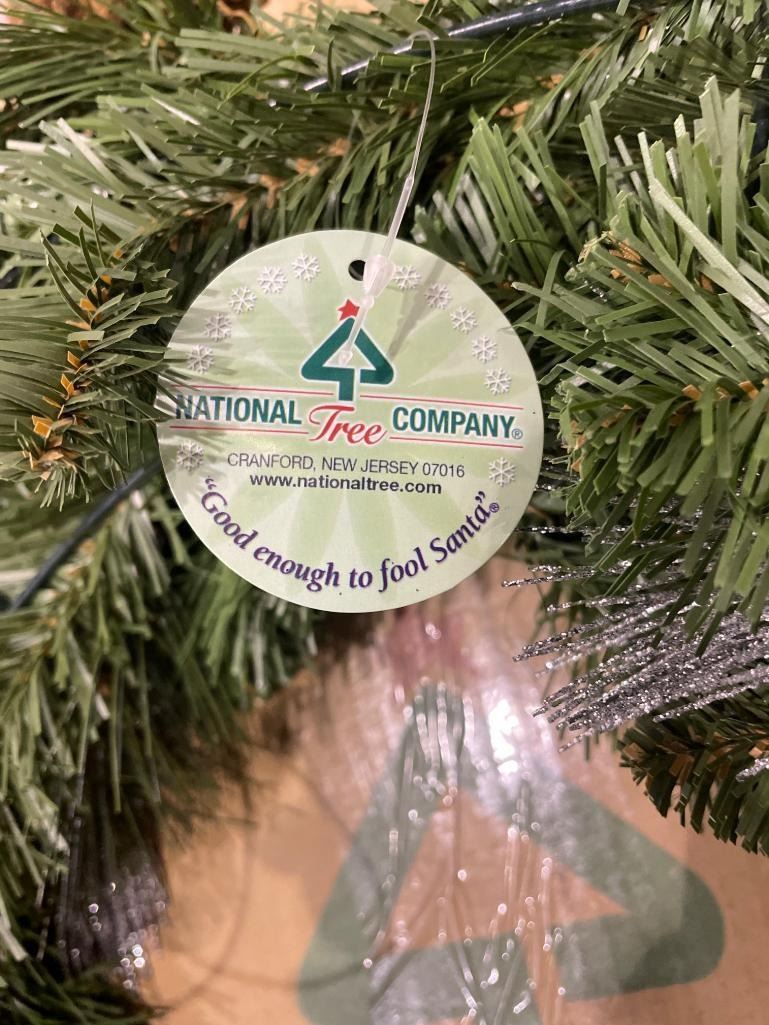 NATIONAL Tree COMPANY®
CRANFORD, NEW JERSEY 07016
www.nationaltree.com
"Good enough to fool Santa"®